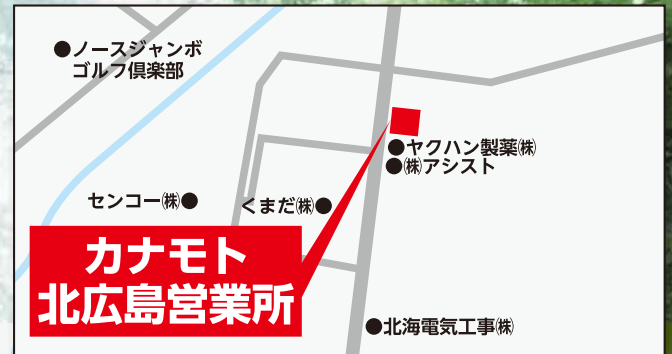 ●ノースジャンボ
ゴルフ倶楽部
●ヤクハン製薬㈱
●㈱アシスト
センコー㈱●
くまだ㈱●
カナモト
北広島営業所
●北海電気工事㈱